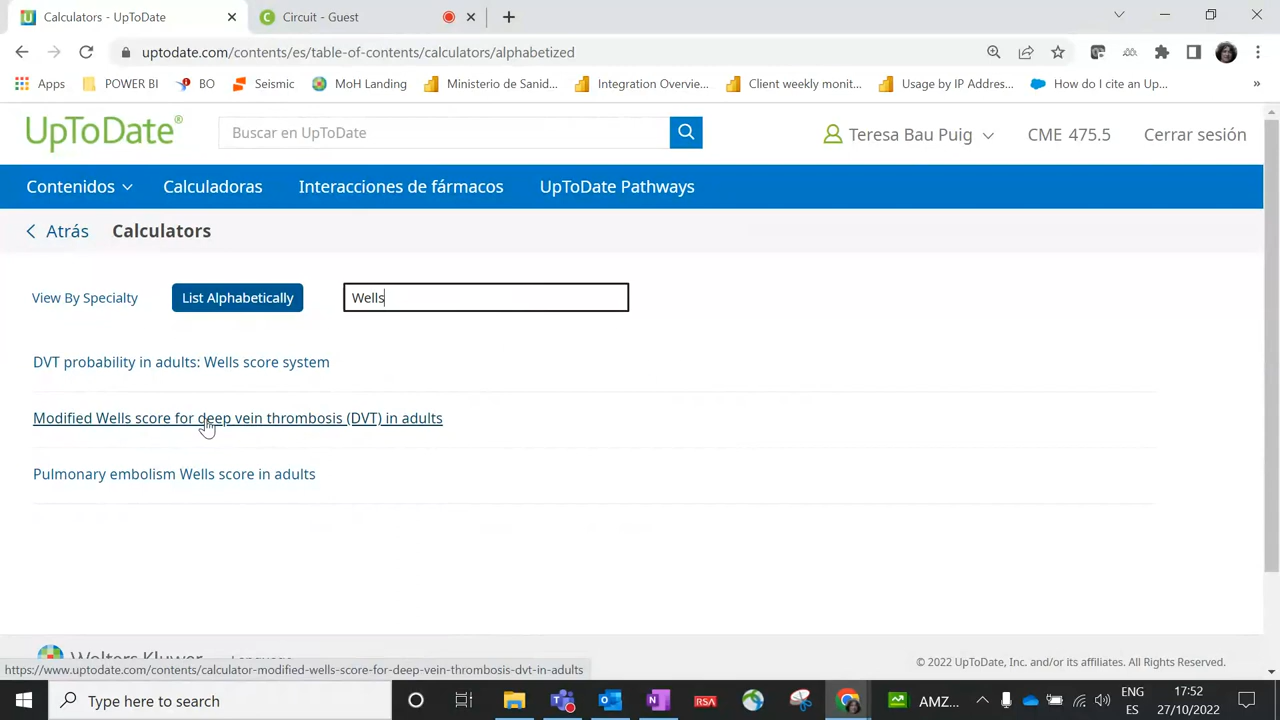 Calculators - UpToDate
Circuit - Guest
uptodate.com/contents/es/table-of-contents/calculators/alphabetized
Apps POWER BI BO Seismic MoH Landing Ministerio de Sanid... Integration Overvie... Client weekly monit... Usage by IP Addres... How do I cite an Up... »
UpToDate®
Buscar en UpToDate
Teresa Bau Puig
CME 475.5
Cerrar sesión
Contenidos Calculadoras Interacciones de fármacos UpToDate Pathways
Atrás Calculators
View By Specialty List Alphabetically Wells
DVT probability in adults: Wells score system
Modified Wells score for deep vein thrombosis (DVT) in adults
Pulmonary embolism Wells score in adults
Wolters Kluwer
© 2022 UpToDate, Inc. and/or its affiliates. All Rights Reserved.
https://www.uptodate.com/contents/calculator-modified-wells-score-for-deep-vein-thrombosis-dvt-in-adults
Type here to search
RSA
AMZ...
ENG
ES
17:52
27/10/2022